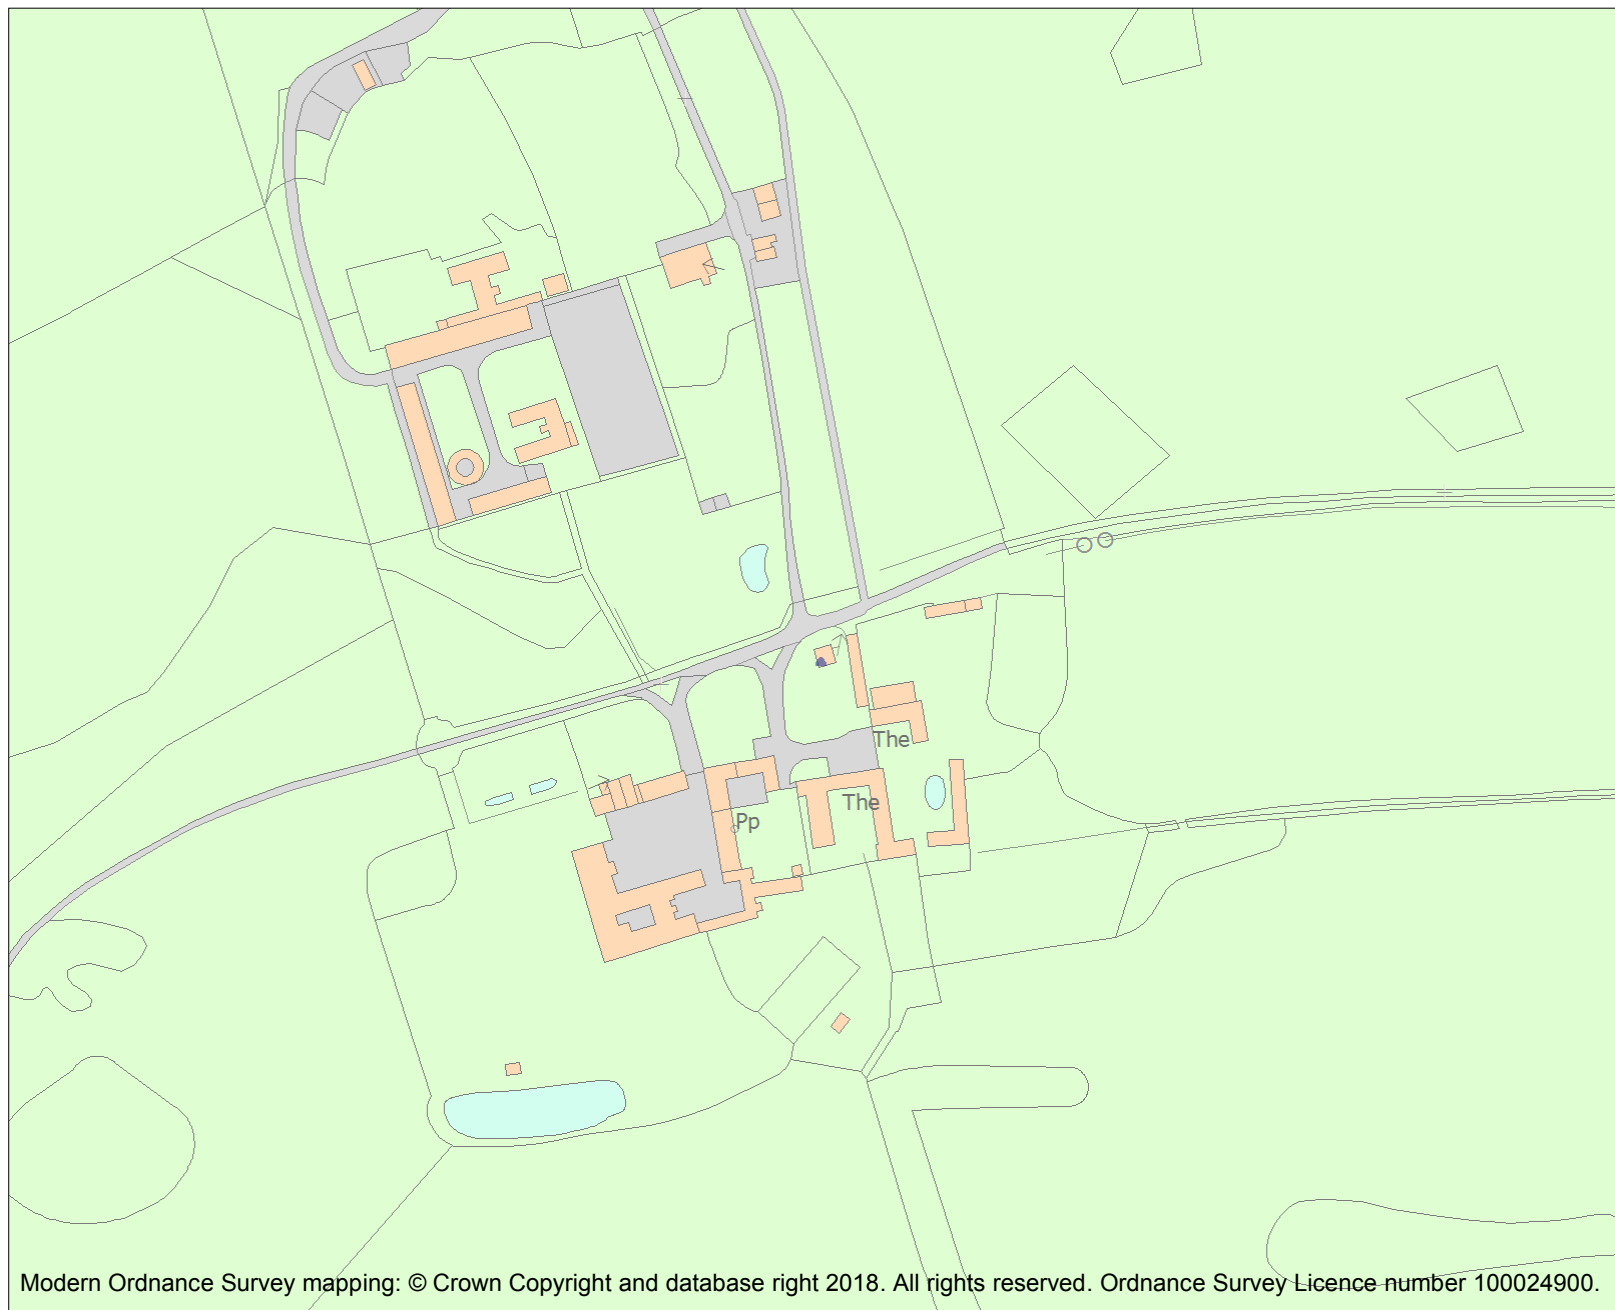 The
The
Pp
Modern Ordnance Survey mapping: © Crown Copyright and database right 2018. All rights reserved. Ordnance Survey Licence number 100024900.